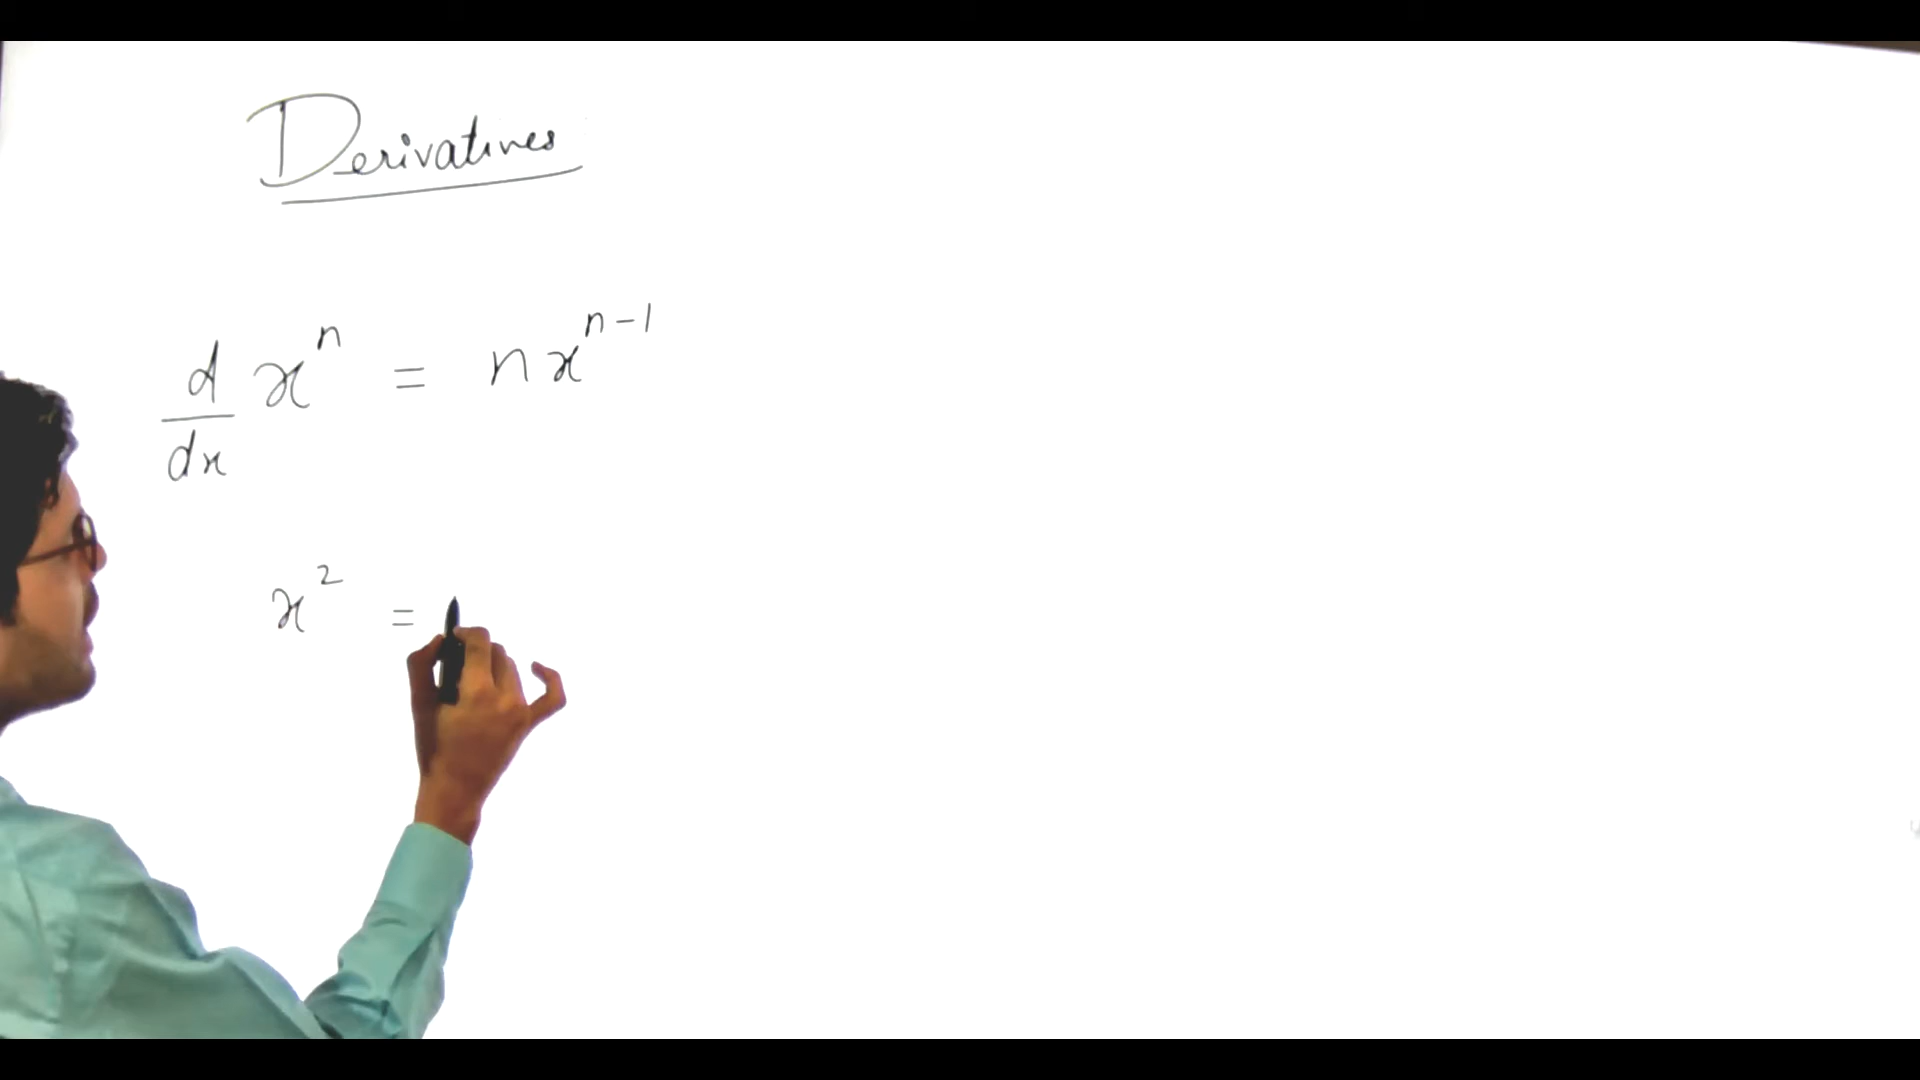 Derivatives
d/dx x^n = n x^{n-1}
x^2 =